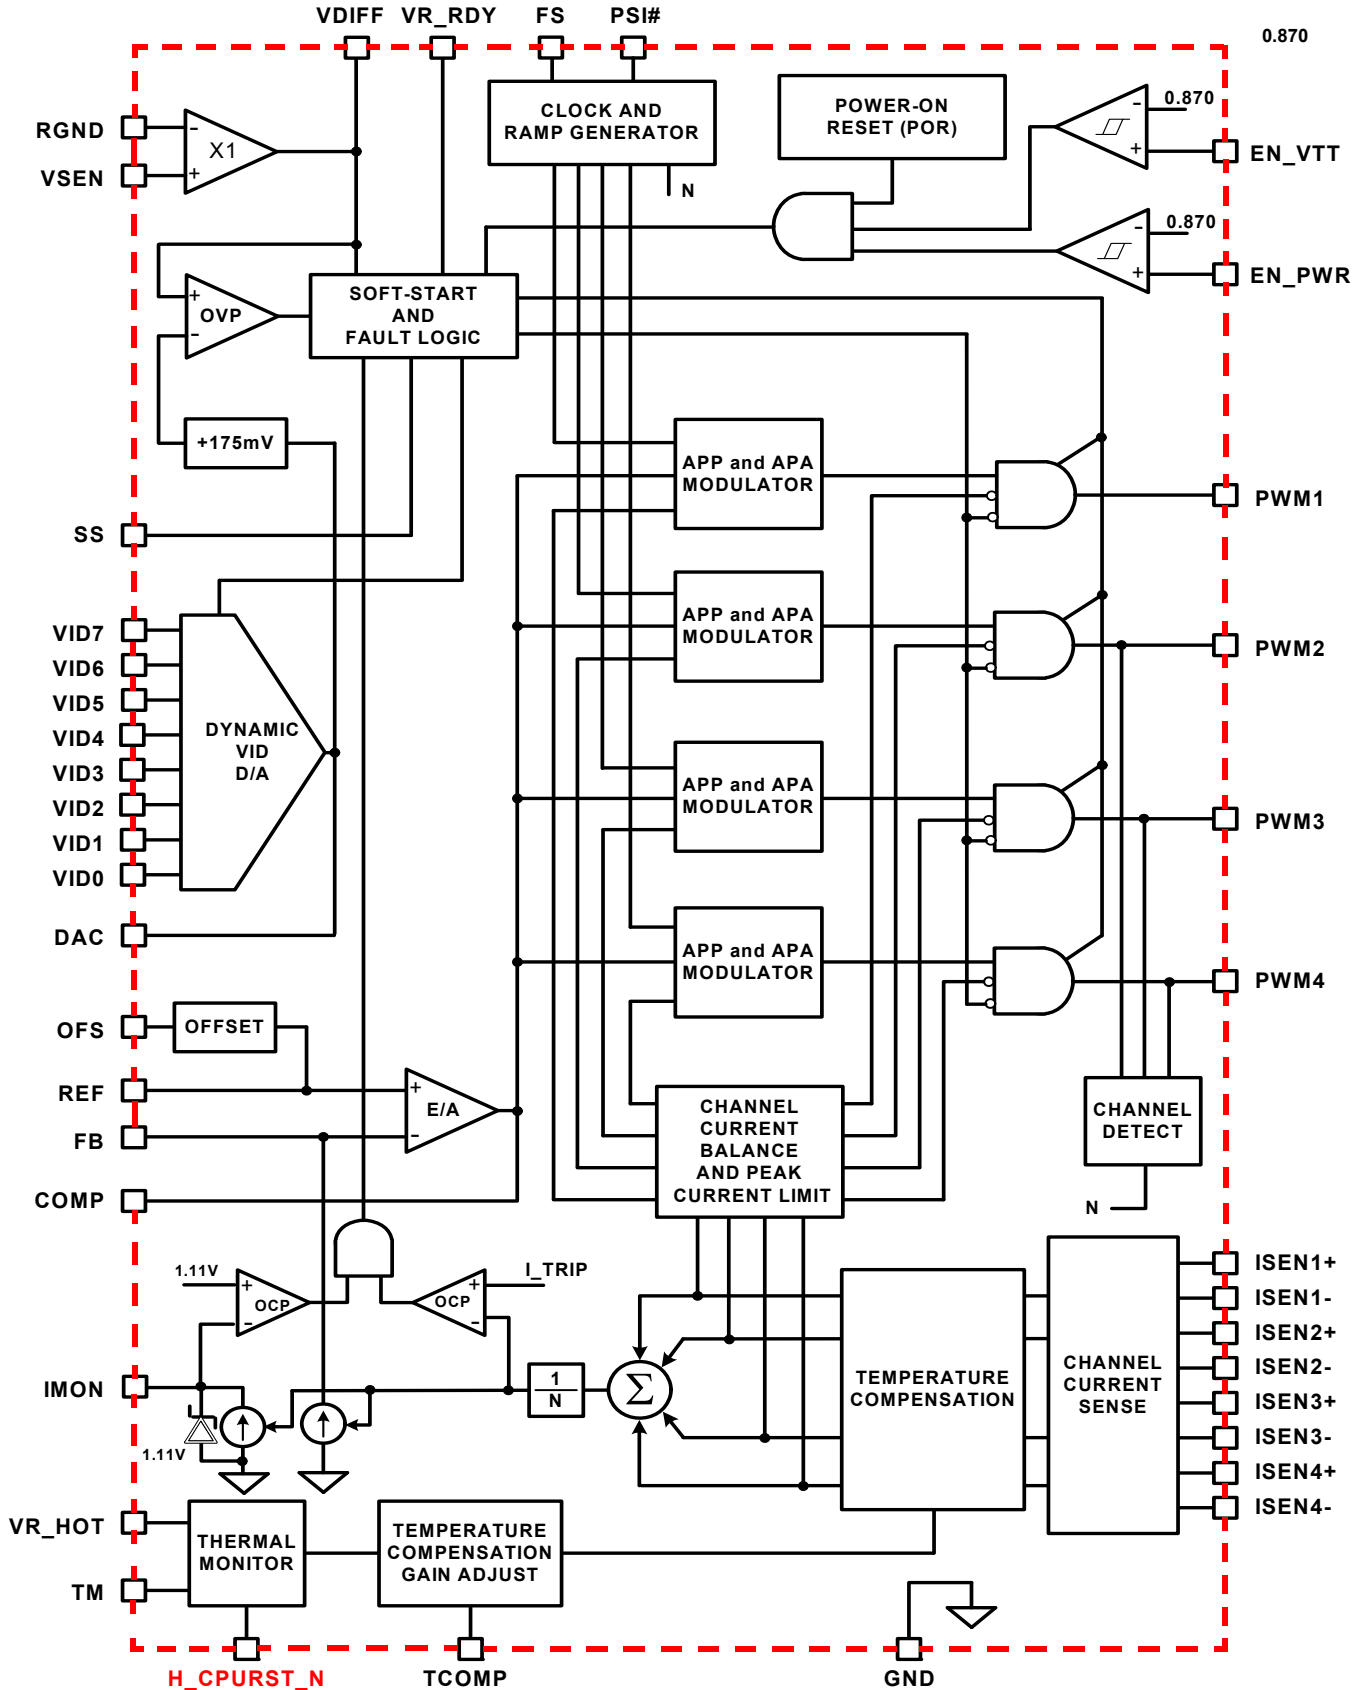 VDIFF VR_RDY FS PSI#
0.870
RGND
VSEN
- X1 +
CLOCK AND
RAMP GENERATOR
N
POWER-ON
RESET (POR)
- 0.870
+
EN_VTT
- 0.870
+
EN_PWR
+ OVP -
SOFT-START
AND
FAULT LOGIC
+175mV
SS
APP and APA
MODULATOR
PWM1
VID7
VID6
VID5
VID4
VID3
VID2
VID1
VID0
DYNAMIC
VID
D/A
APP and APA
MODULATOR
PWM2
APP and APA
MODULATOR
PWM3
DAC
APP and APA
MODULATOR
PWM4
OFS
OFFSET
REF
FB
+ E/A -
COMP
CHANNEL
CURRENT
BALANCE
AND PEAK
CURRENT LIMIT
CHANNEL
DETECT
N
1.11V
+ OCP -
I_TRIP
+ OCP -
IMON
1.11V
1
N
Σ
TEMPERATURE
COMPENSATION
CHANNEL
CURRENT
SENSE
ISEN1+
ISEN1-
ISEN2+
ISEN2-
ISEN3+
ISEN3-
ISEN4+
ISEN4-
VR_HOT
TM
THERMAL
MONITOR
TEMPERATURE
COMPENSATION
GAIN ADJUST
H_CPURST_N TCOMP GND